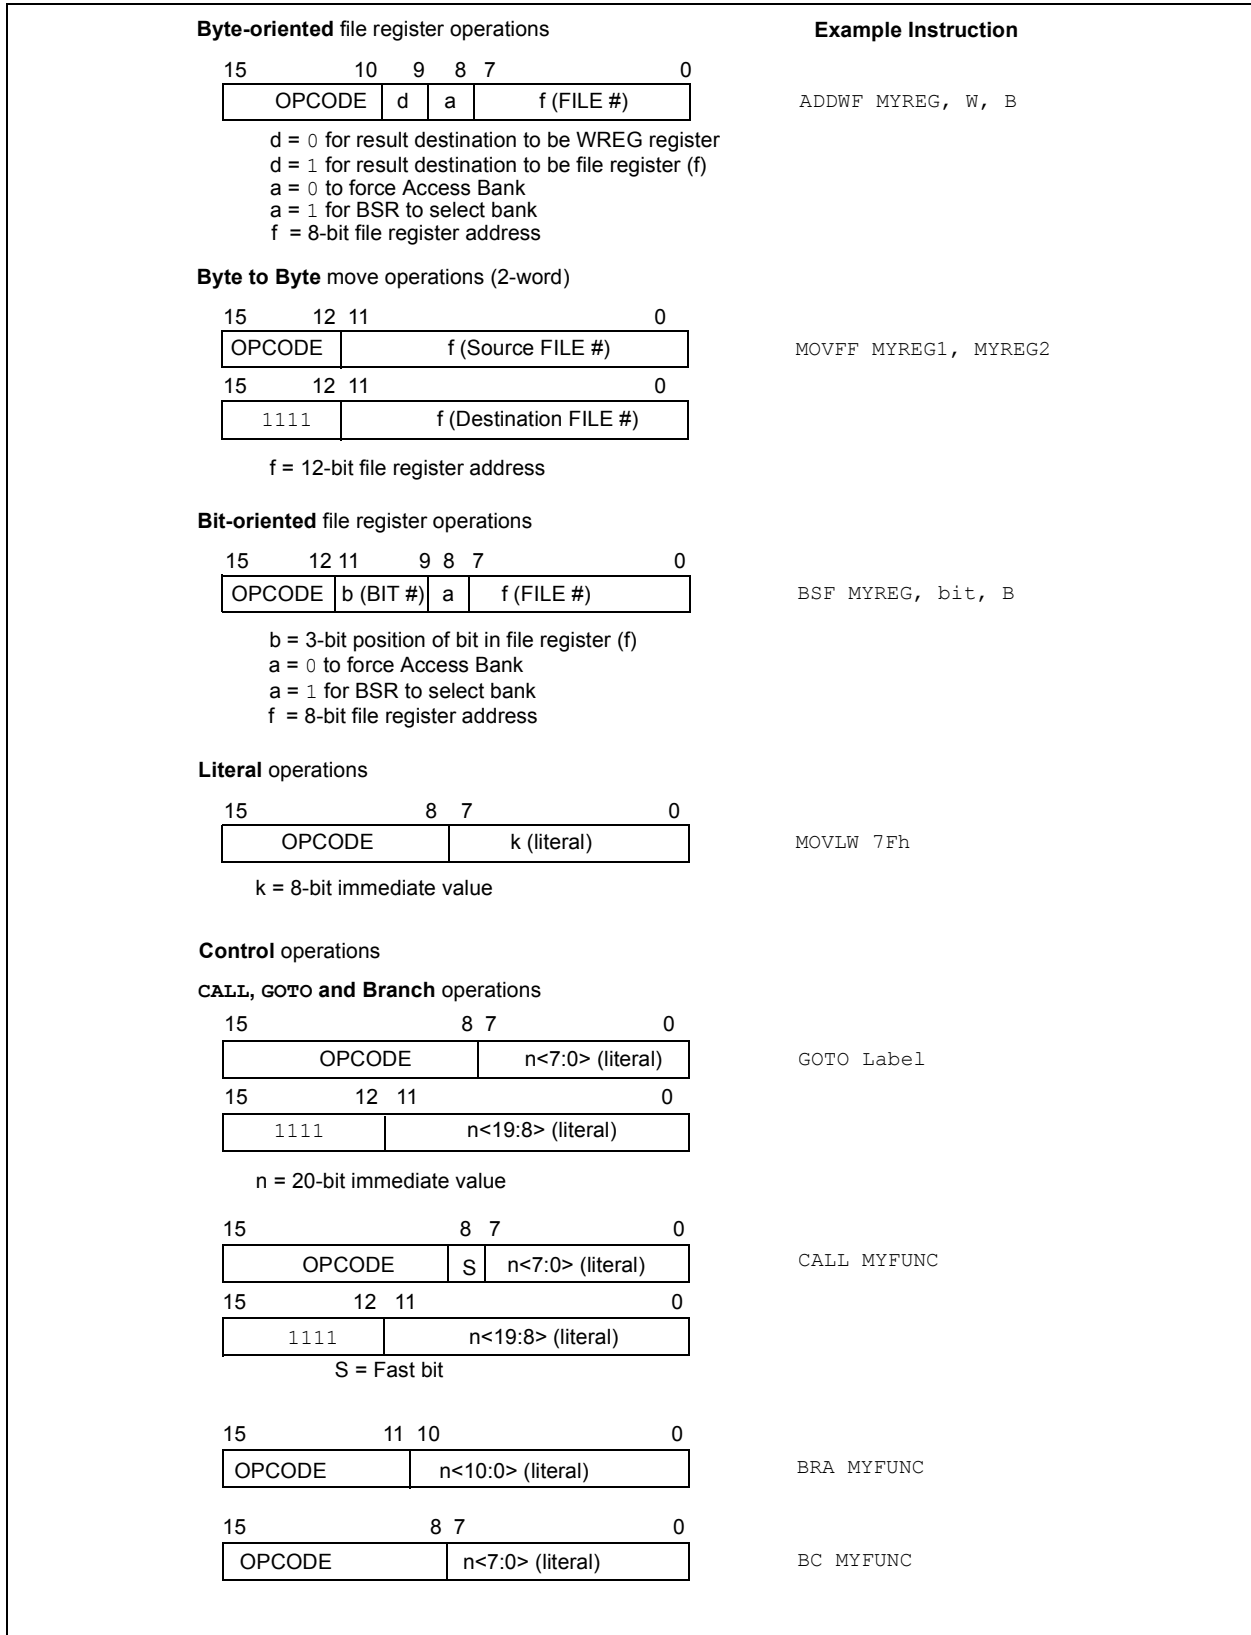 Byte-oriented file register operations Example Instruction
15 10 9 8 7 0
OPCODE d a f (FILE #) ADDWF MYREG, W, B
d = 0 for result destination to be WREG register
d = 1 for result destination to be file register (f)
a = 0 to force Access Bank
a = 1 for BSR to select bank
f = 8-bit file register address
Byte to Byte move operations (2-word)
15 12 11 0
OPCODE f (Source FILE #) MOVFF MYREG1, MYREG2
15 12 11 0
1111 f (Destination FILE #)
f = 12-bit file register address
Bit-oriented file register operations
15 12 11 9 8 7 0
OPCODE b (BIT #) a f (FILE #) BSF MYREG, bit, B
b = 3-bit position of bit in file register (f)
a = 0 to force Access Bank
a = 1 for BSR to select bank
f = 8-bit file register address
Literal operations
15 8 7 0
OPCODE k (literal) MOVLW 7Fh
k = 8-bit immediate value
Control operations
CALL, GOTO and Branch operations
15 8 7 0
OPCODE n<7:0> (literal) GOTO Label
15 12 11 0
1111 n<19:8> (literal)
n = 20-bit immediate value
15 8 7 0
OPCODE S n<7:0> (literal) CALL MYFUNC
15 12 11 0
1111 n<19:8> (literal)
S = Fast bit
15 11 10 0
OPCODE n<10:0> (literal) BRA MYFUNC
15 8 7 0
OPCODE n<7:0> (literal) BC MYFUNC